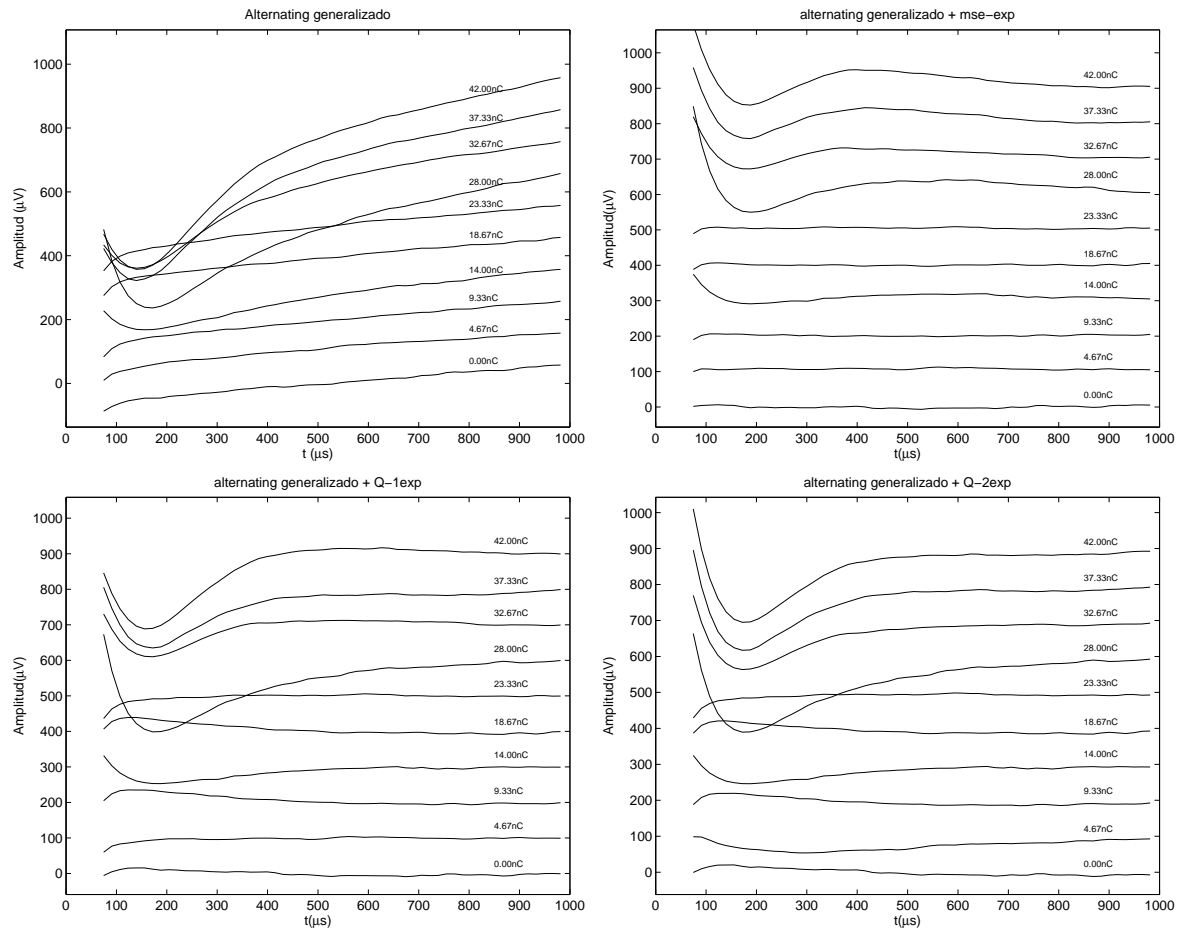 Alternating generalizado
Amplitud (µV)
1000
800
600
400
200
0
42.00nC
37.33nC
32.67nC
28.00nC
23.33nC
18.67nC
14.00nC
9.33nC
4.67nC
0.00nC
0 100 200 300 400 500 600 700 800 900 1000
t (µs)
alternating generalizado + mse−exp
Amplitud(µV)
1000
900
800
700
600
500
400
300
200
100
0
42.00nC
37.33nC
32.67nC
28.00nC
23.33nC
18.67nC
14.00nC
9.33nC
4.67nC
0.00nC
0 100 200 300 400 500 600 700 800 900 1000
t(µs)
alternating generalizado + Q−1exp
Amplitud(µV)
1000
900
800
700
600
500
400
300
200
100
0
42.00nC
37.33nC
32.67nC
28.00nC
23.33nC
18.67nC
14.00nC
9.33nC
4.67nC
0.00nC
0 100 200 300 400 500 600 700 800 900 1000
t(µs)
alternating generalizado + Q−2exp
Amplitud(µV)
1000
900
800
700
600
500
400
300
200
100
0
42.00nC
37.33nC
32.67nC
28.00nC
23.33nC
18.67nC
14.00nC
9.33nC
4.67nC
0.00nC
0 100 200 300 400 500 600 700 800 900 1000
t(µs)